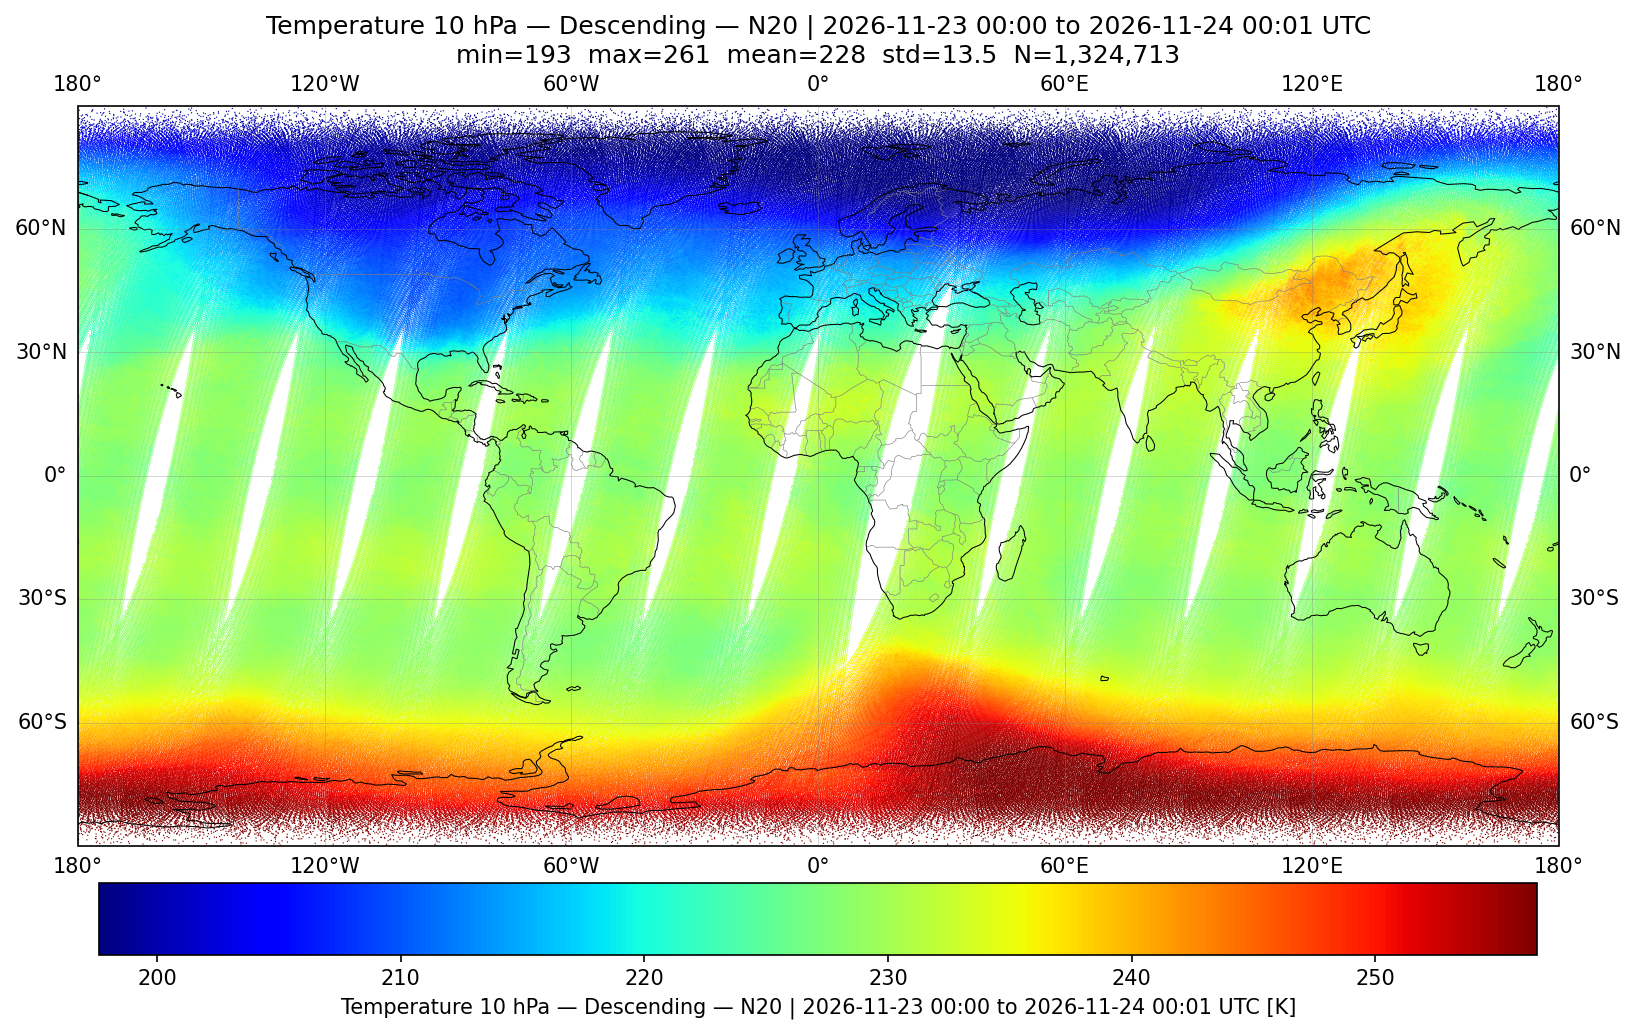 Temperature 10 hPa — Descending — N20 | 2026-11-23 00:00 to 2026-11-24 00:01 UTC
min=193 max=261 mean=228 std=13.5 N=1,324,713
180° 120°W 60°W 0° 60°E 120°E 180°
60°N 60°N
30°N 30°N
0° 0°
30°S 30°S
60°S 60°S
180° 120°W 60°W 0° 60°E 120°E 180°
200 210 220 230 240 250
Temperature 10 hPa — Descending — N20 | 2026-11-23 00:00 to 2026-11-24 00:01 UTC [K]